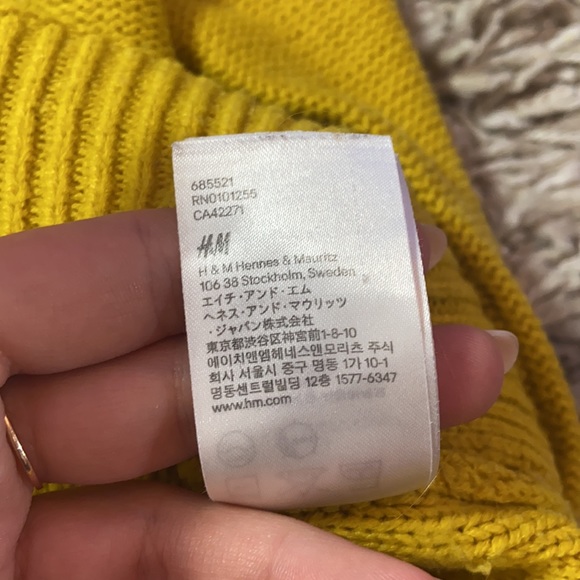 685521
RN0101255
CA42271
H&M
H & M Hennes & Mauritz
106 38 Stockholm, Sweden
エイチ・アンド・エム
ヘネス・アンド・マウリッツ
・ジャパン株式会社
東京都渋谷区神宮前1-8-10
에이치앤엠헤네스앤모리츠 주식
회사 서울시 중구 명동 1가 10-1
명동센트럴빌딩 12층 1577-6347
www.hm.com